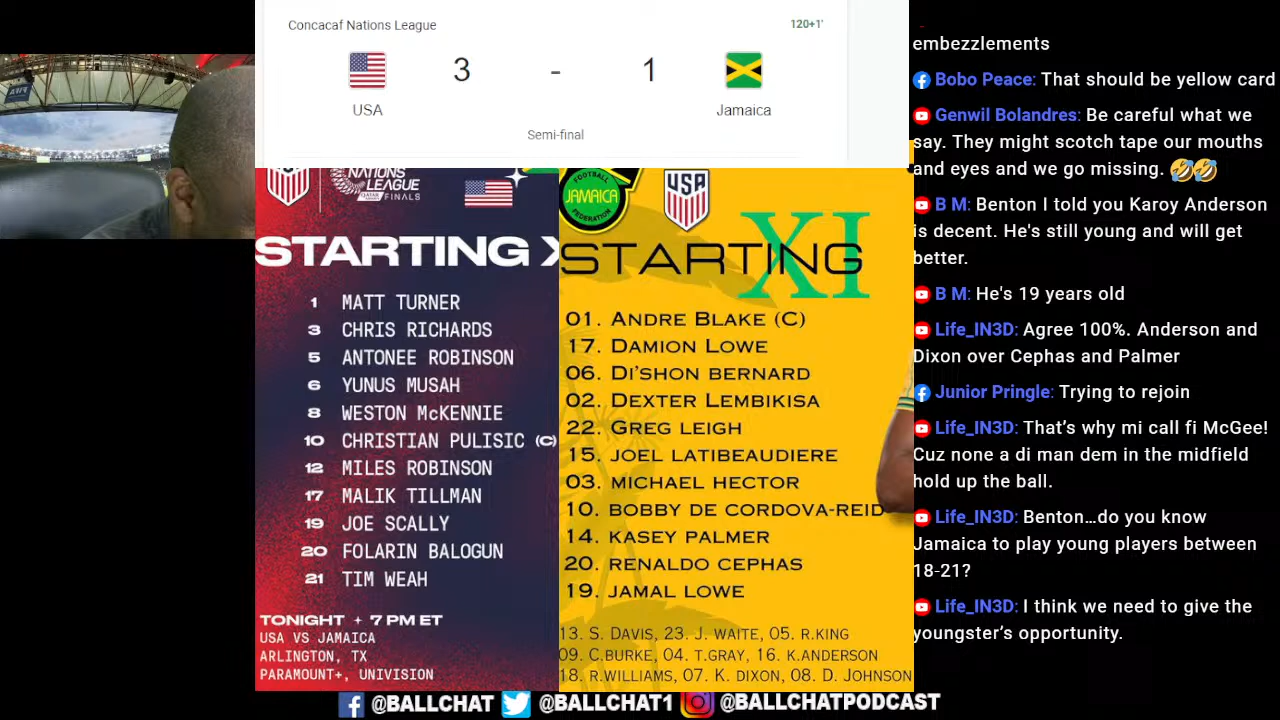 Concacaf Nations League
120+1'
3 - 1
USA
Jamaica
Semi-final
NATIONS
LEAGUE
FINALS
STARTING X
1 MATT TURNER
3 CHRIS RICHARDS
5 ANTONEE ROBINSON
6 YUNUS MUSAH
8 WESTON McKENNIE
10 CHRISTIAN PULISIC (C)
12 MILES ROBINSON
17 MALIK TILLMAN
19 JOE SCALLY
20 FOLARIN BALOGUN
21 TIM WEAH
TONIGHT + 7 PM ET
USA VS JAMAICA
ARLINGTON, TX
PARAMOUNT+, UNIVISION
FOOTBALL
JAMAICA
FEDERATION
USA
STARTING
XI
01. ANDRE BLAKE (C)
17. DAMION LOWE
06. DI'SHON BERNARD
02. DEXTER LEMBIKISA
22. GREG LEIGH
15. JOEL LATIBEAUDIERE
03. MICHAEL HECTOR
10. BOBBY DE CORDOVA-REID
14. KASEY PALMER
20. RENALDO CEPHAS
19. JAMAL LOWE
13. S. DAVIS, 23. J. WAITE, 05. R.KING
09. C.BURKE, 04. T.GRAY, 16. K.ANDERSON
18. R.WILLIAMS, 07. K. DIXON, 08. D. JOHNSON
embezzlements
Bobo Peace: That should be yellow card
Genwil Bolandres: Be careful what we
say. They might scotch tape our mouths
and eyes and we go missing. 🤣🤣
B M: Benton I told you Karoy Anderson
is decent. He's still young and will get
better.
B M: He's 19 years old
Life_IN3D: Agree 100%. Anderson and
Dixon over Cephas and Palmer
Junior Pringle: Trying to rejoin
Life_IN3D: That’s why mi call fi McGee!
Cuz none a di man dem in the midfield
hold up the ball.
Life_IN3D: Benton…do you know
Jamaica to play young players between
18-21?
Life_IN3D: I think we need to give the
youngster’s opportunity.
@BALLCHAT @BALLCHAT1 @BALLCHATPODCAST